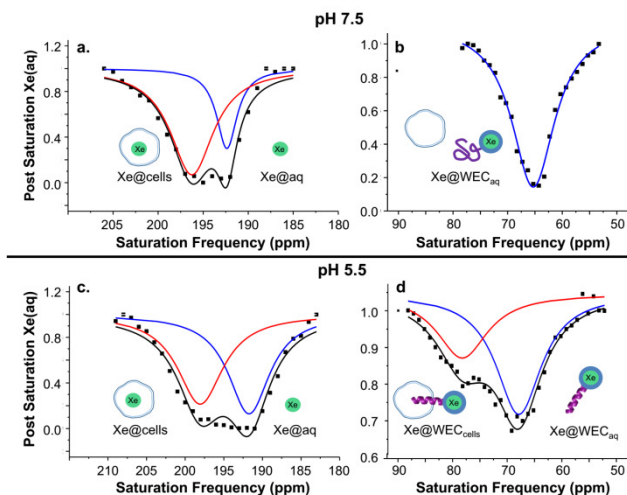 pH 7.5
a.
Post Saturation Xe(aq)
1.2
0.8
0.4
0.0
Xe
Xe@cells
Xe
Xe@aq
205 200 195 190 185 180
Saturation Frequency (ppm)
b
1.0
0.8
0.6
0.4
0.2
0.0
Xe
Xe@WECaq
90 80 70 60 50
Saturation Frequency (ppm)
pH 5.5
c.
Post Saturation Xe(aq)
1.2
0.8
0.4
0.0
Xe
Xe@cells
Xe
Xe@aq
210 205 200 195 190 185
Saturation Frequency (ppm)
d
1.0
0.9
0.8
0.7
0.6
Xe
Xe@WECcells
Xe
Xe@WECaq
90 80 70 60 50
Saturation Frequency (ppm)